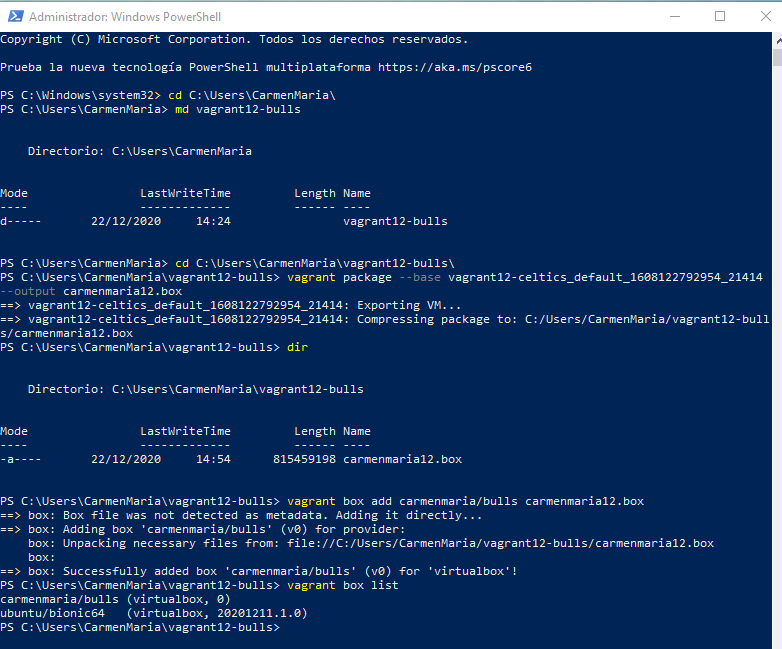 Administrador: Windows PowerShell
Copyright (C) Microsoft Corporation. Todos los derechos reservados.
Prueba la nueva tecnología PowerShell multiplataforma https://aka.ms/pscore6
PS C:\Windows\system32> cd C:\Users\CarmenMaria\
PS C:\Users\CarmenMaria> md vagrant12-bulls
    Directorio: C:\Users\CarmenMaria
Mode                LastWriteTime         Length Name
----                -------------         ------ ----
d-----       22/12/2020     14:24                vagrant12-bulls
PS C:\Users\CarmenMaria> cd C:\Users\CarmenMaria\vagrant12-bulls\
PS C:\Users\CarmenMaria\vagrant12-bulls> vagrant package --base vagrant12-celtics_default_1608122792954_21414
--output carmenmaria12.box
==> vagrant12-celtics_default_1608122792954_21414: Exporting VM...
==> vagrant12-celtics_default_1608122792954_21414: Compressing package to: C:/Users/CarmenMaria/vagrant12-bull
s/carmenmaria12.box
PS C:\Users\CarmenMaria\vagrant12-bulls> dir
    Directorio: C:\Users\CarmenMaria\vagrant12-bulls
Mode                LastWriteTime         Length Name
----                -------------         ------ ----
-a----       22/12/2020     14:54      815459198 carmenmaria12.box
PS C:\Users\CarmenMaria\vagrant12-bulls> vagrant box add carmenmaria/bulls carmenmaria12.box
==> box: Box file was not detected as metadata. Adding it directly...
==> box: Adding box 'carmenmaria/bulls' (v0) for provider:
    box: Unpacking necessary files from: file://C:/Users/CarmenMaria/vagrant12-bulls/carmenmaria12.box
    box:
==> box: Successfully added box 'carmenmaria/bulls' (v0) for 'virtualbox'!
PS C:\Users\CarmenMaria\vagrant12-bulls> vagrant box list
carmenmaria/bulls (virtualbox, 0)
ubuntu/bionic64   (virtualbox, 20201211.1.0)
PS C:\Users\CarmenMaria\vagrant12-bulls>